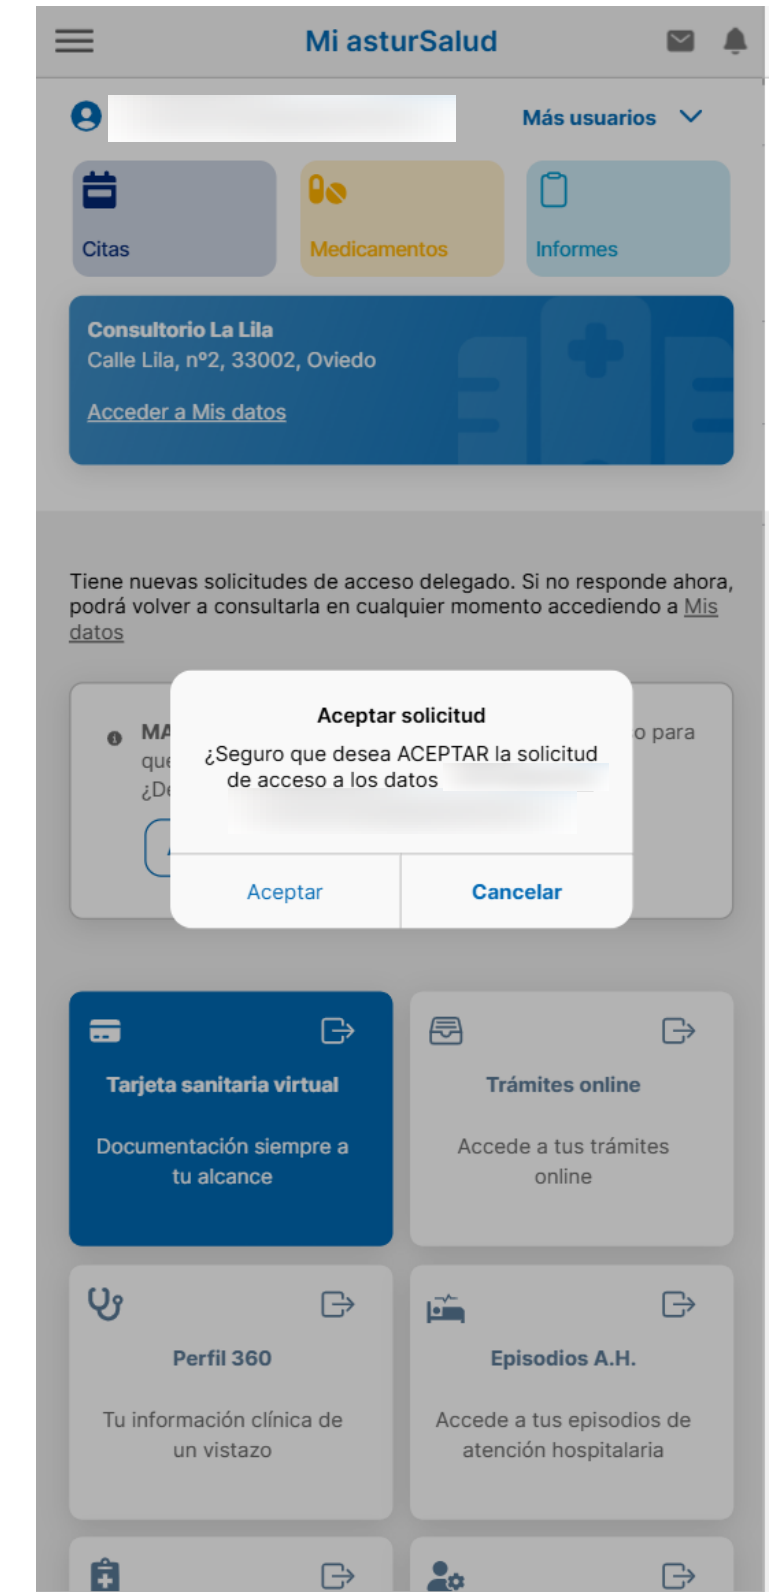 Mi asturSalud
Más usuarios
Citas
Medicamentos
Informes
Consultorio La Lila
Calle Lila, nº2, 33002, Oviedo
Acceder a Mis datos
Tiene nuevas solicitudes de acceso delegado. Si no responde ahora,
podrá volver a consultarla en cualquier momento accediendo a Mis
datos
Aceptar solicitud
¿Seguro que desea ACEPTAR la solicitud
de acceso a los datos
para
Aceptar
Cancelar
Tarjeta sanitaria virtual
Documentación siempre a
tu alcance
Trámites online
Accede a tus trámites
online
Perfil 360
Tu información clínica de
un vistazo
Episodios A.H.
Accede a tus episodios de
atención hospitalaria